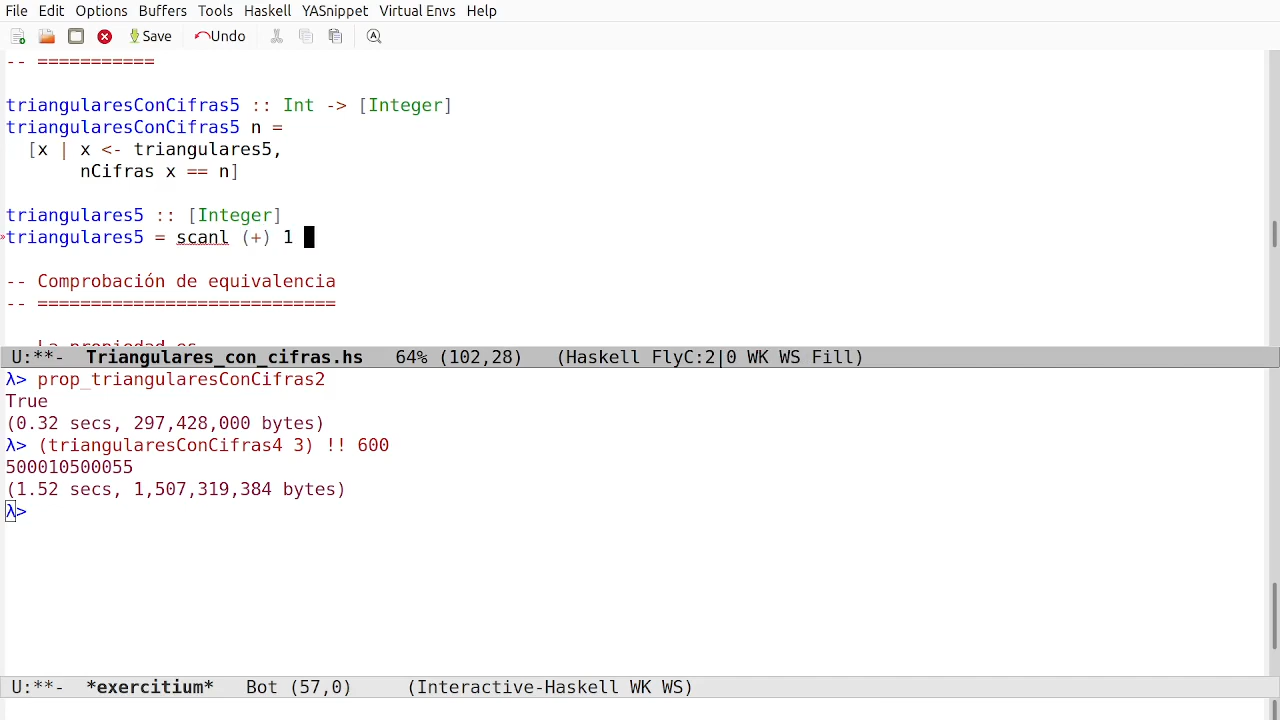 File Edit Options Buffers Tools Haskell YASnippet Virtual Envs Help
Save Undo
-- ===========
triangularesConCifras5 :: Int -> [Integer]
triangularesConCifras5 n =
  [x | x <- triangulares5,
       nCifras x == n]
triangulares5 :: [Integer]
»triangulares5 = scanl (+) 1
-- Comprobación de equivalencia
-- ============================
La propiedad es
U:**-  Triangulares_con_cifras.hs   64% (102,28)   (Haskell FlyC:2|0 WK WS Fill)
λ> prop_triangularesConCifras2
True
(0.32 secs, 297,428,000 bytes)
λ> (triangularesConCifras4 3) !! 600
500010500055
(1.52 secs, 1,507,319,384 bytes)
λ>
U:**-  *exercitium*   Bot (57,0)     (Interactive-Haskell WK WS)